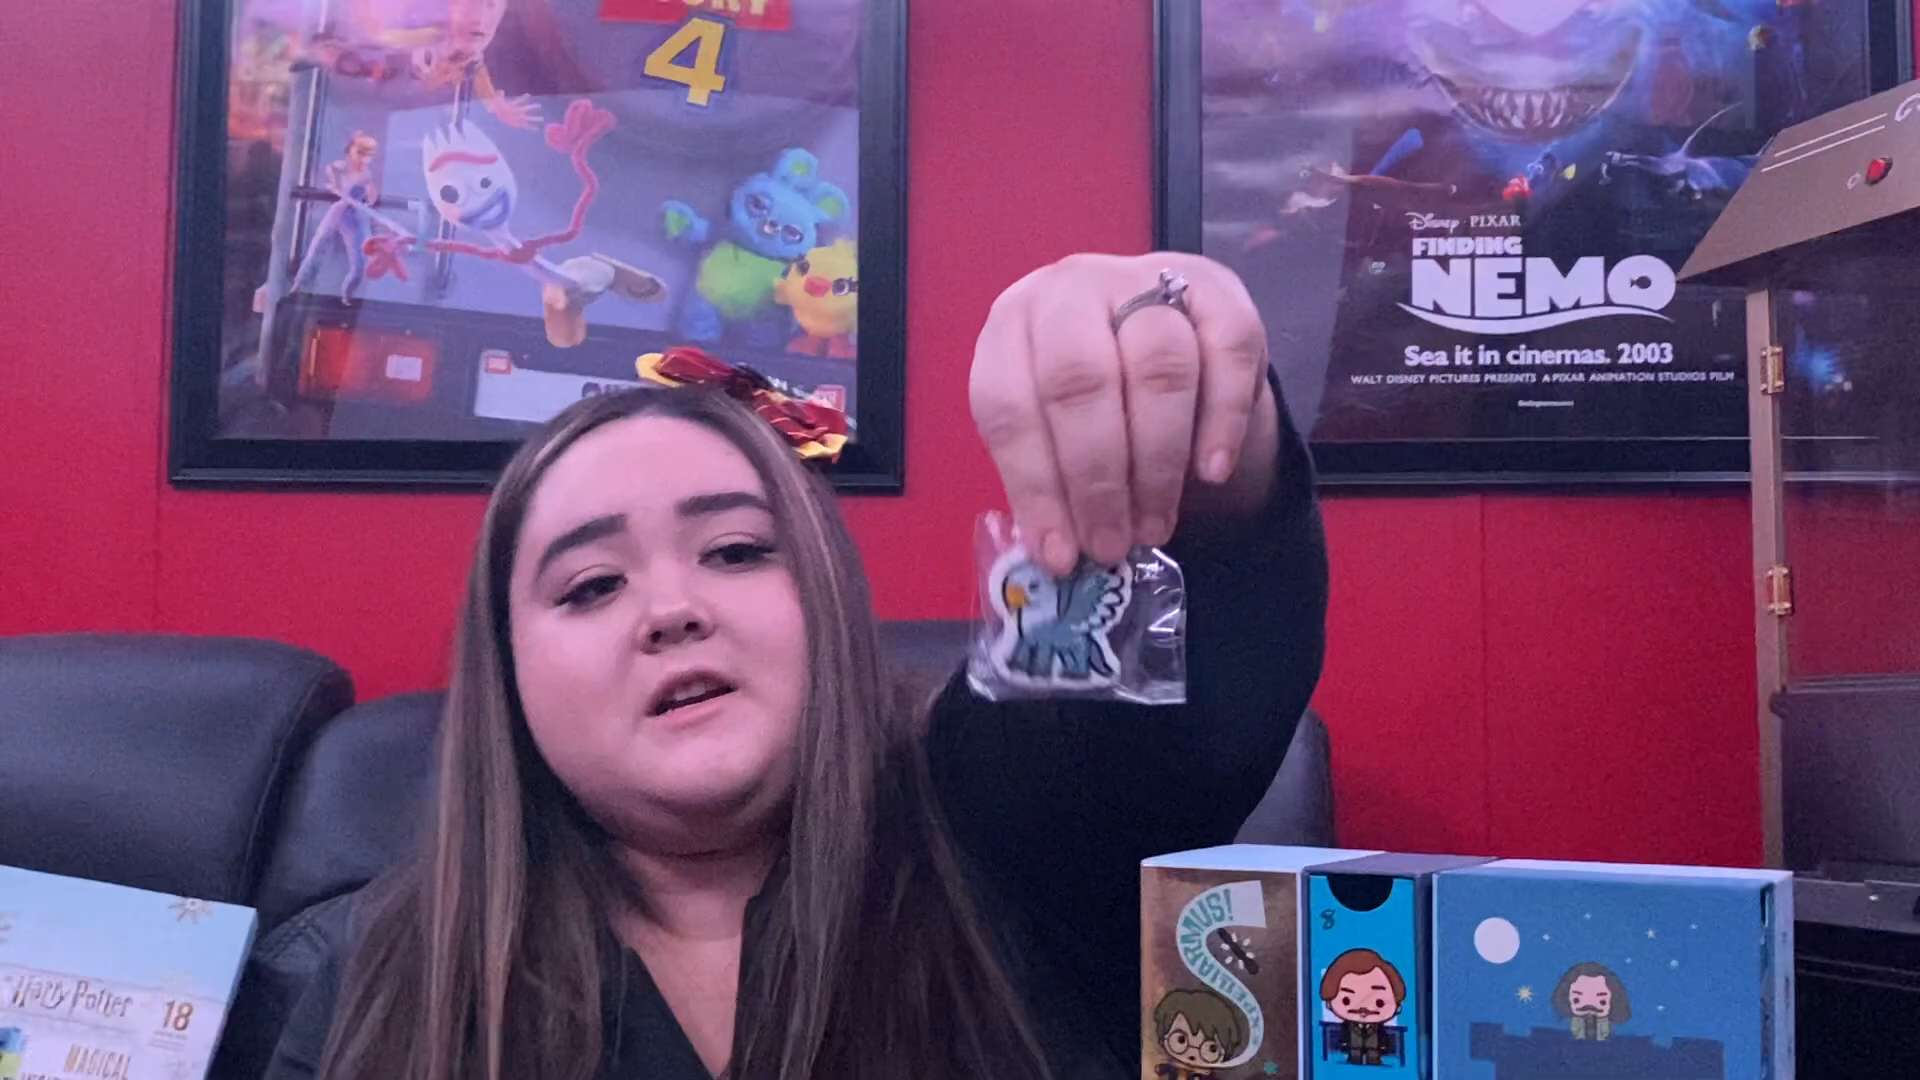 4
Disney · PIXAR
FINDING
NEMO
Sea it in cinemas. 2003
WALT DISNEY PICTURES PRESENTS A PIXAR ANIMATION STUDIOS FILM
EXPELLIARMUS!
8
Harry Potter
18
MAGICAL